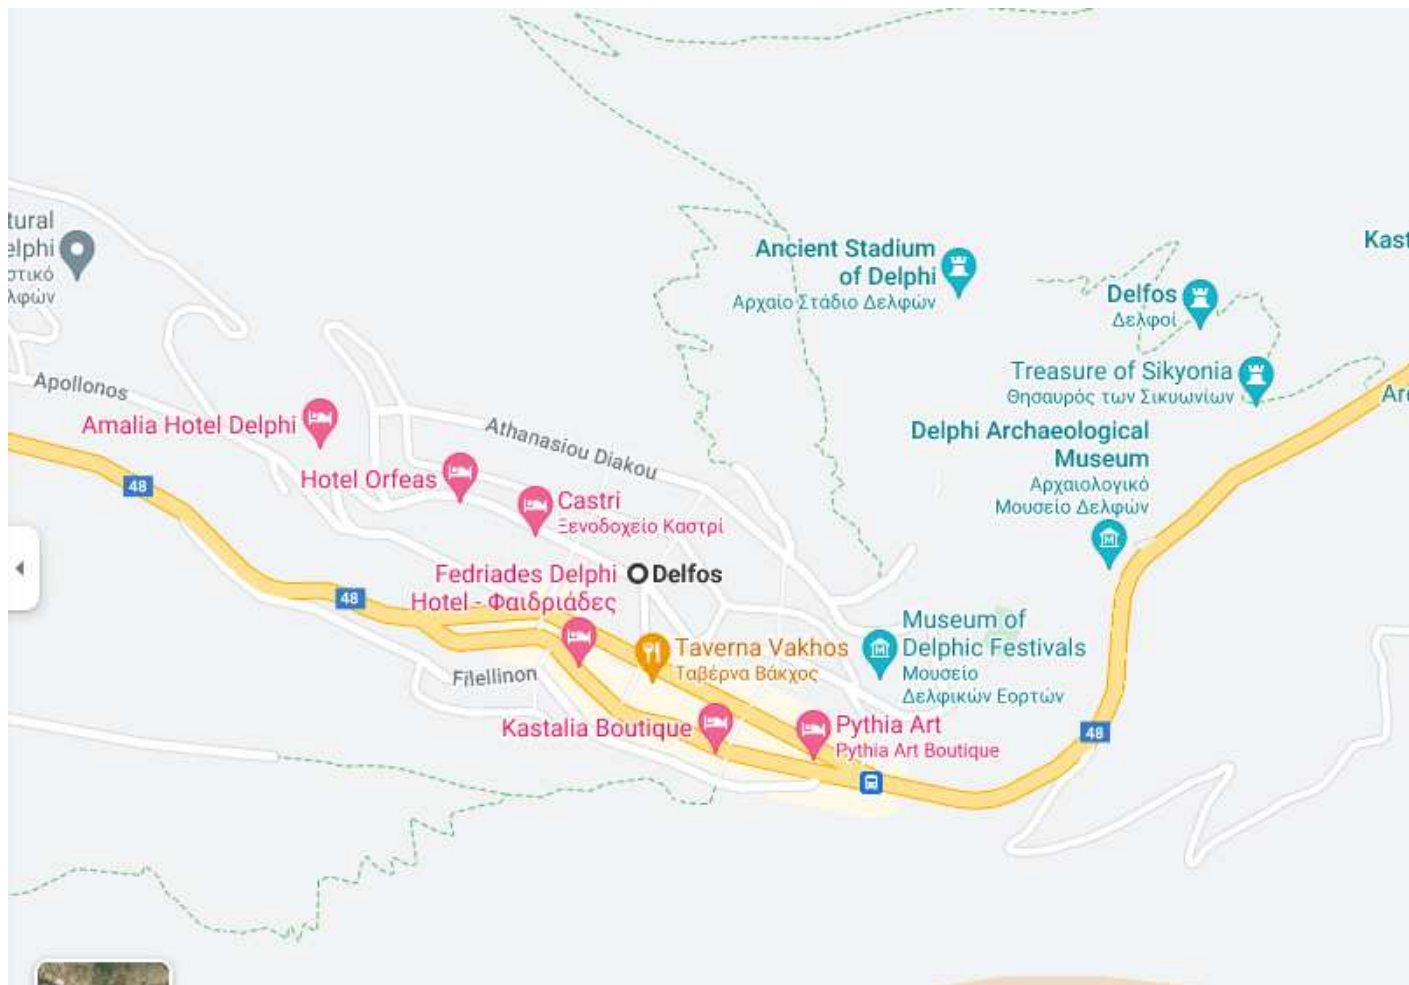 tural
elphi
στικό
λφών
Ancient Stadium
of Delphi
Αρχαίο Στάδιο Δελφών
Kast
Delfos
Δελφοί
Treasure of Sikyonia
Θησαυρός των Σικυωνίων
Arc
Apollonos
Amalia Hotel Delphi
Athanasiou Diakou
Delphi Archaeological
Museum
Αρχαιολογικό
Μουσείο Δελφών
Hotel Orfeas
48
Castri
Ξενοδοχείο Καστρί
Fedriades Delphi
Hotel - Φαιδριάδες
Delfos
48
Museum of
Delphic Festivals
Μουσείο
Δελφικών Εορτών
Taverna Vakhos
Ταβέρνα Βάκχος
Filellinon
Kastalia Boutique
Pythia Art
Pythia Art Boutique
48